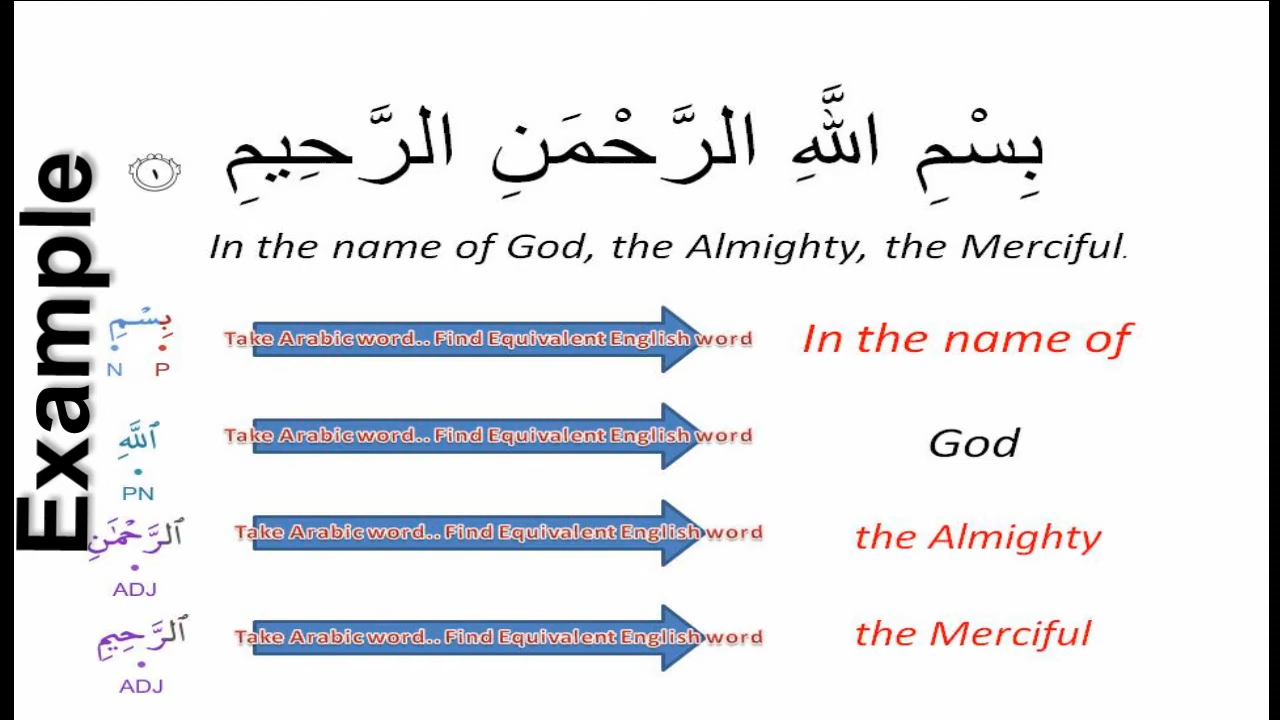 Example
بِسْمِ اللَّهِ الرَّحْمَنِ الرَّحِيمِ ١
In the name of God, the Almighty, the Merciful.
بِسْمِ Take Arabic word.. Find Equivalent English word In the name of
N P
ٱللَّهِ Take Arabic word.. Find Equivalent English word God
PN
ٱلرَّحْمَٰنِ Take Arabic word.. Find Equivalent English word the Almighty
ADJ
ٱلرَّحِيمِ Take Arabic word.. Find Equivalent English word the Merciful
ADJ